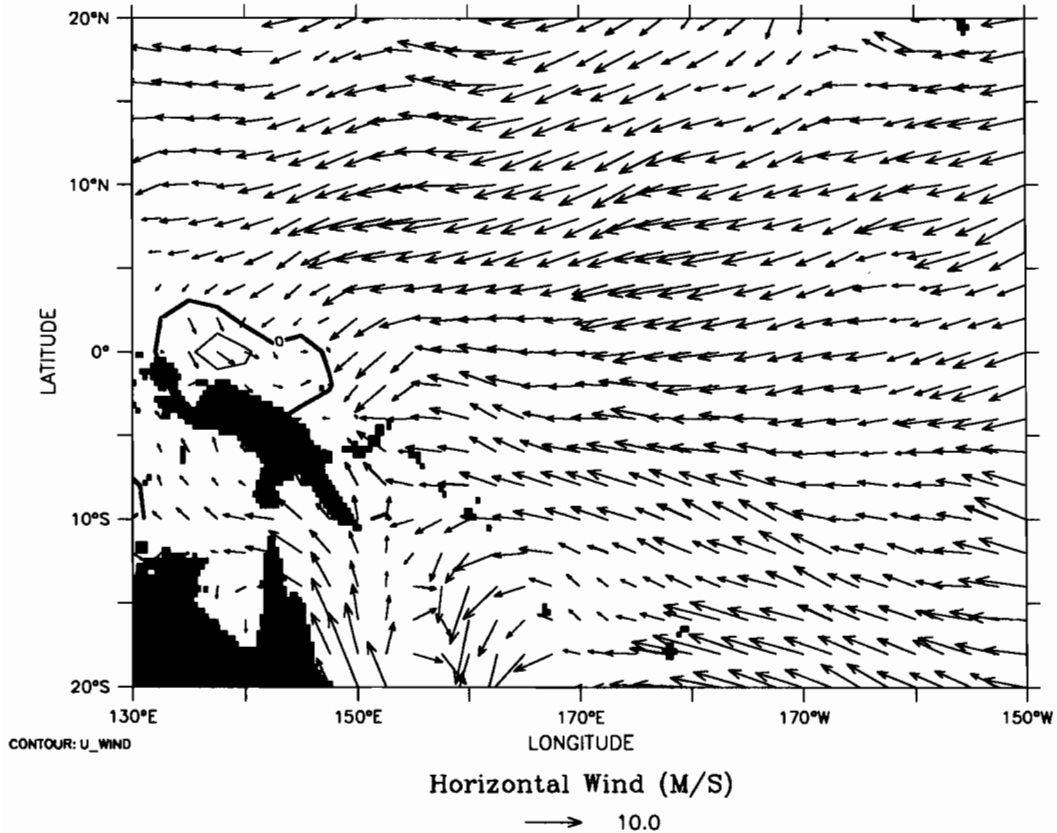 20°N
10°N
LATITUDE
0°
0
10°S
20°S
130°E 150°E 170°E 170°W 150°W
CONTOUR: U_WIND
LONGITUDE
Horizontal Wind (M/S)
10.0